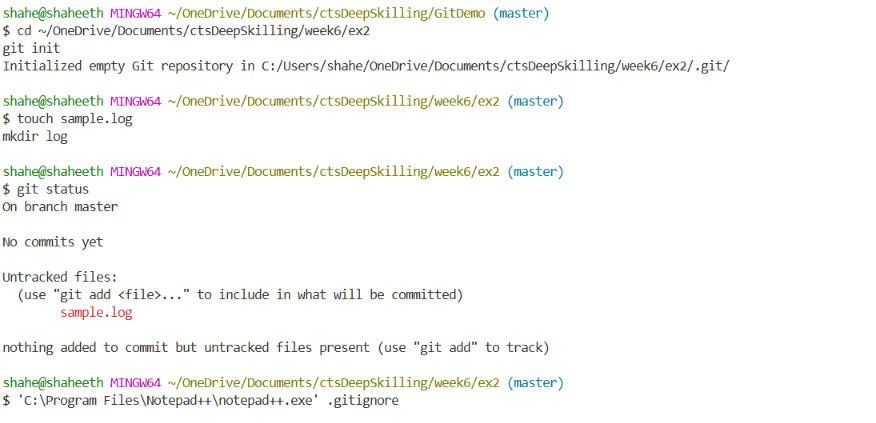 shahe@shaheeth MINGW64 ~/OneDrive/Documents/ctsDeepSkilling/GitDemo (master)
$ cd ~/OneDrive/Documents/ctsDeepSkilling/week6/ex2
git init
Initialized empty Git repository in C:/Users/shahe/OneDrive/Documents/ctsDeepSkilling/week6/ex2/.git/
shahe@shaheeth MINGW64 ~/OneDrive/Documents/ctsDeepSkilling/week6/ex2 (master)
$ touch sample.log
mkdir log
shahe@shaheeth MINGW64 ~/OneDrive/Documents/ctsDeepSkilling/week6/ex2 (master)
$ git status
On branch master
No commits yet
Untracked files:
(use "git add <file>..." to include in what will be committed)
sample.log
nothing added to commit but untracked files present (use "git add" to track)
shahe@shaheeth MINGW64 ~/OneDrive/Documents/ctsDeepSkilling/week6/ex2 (master)
$ 'C:\Program Files\Notepad++\notepad++.exe' .gitignore